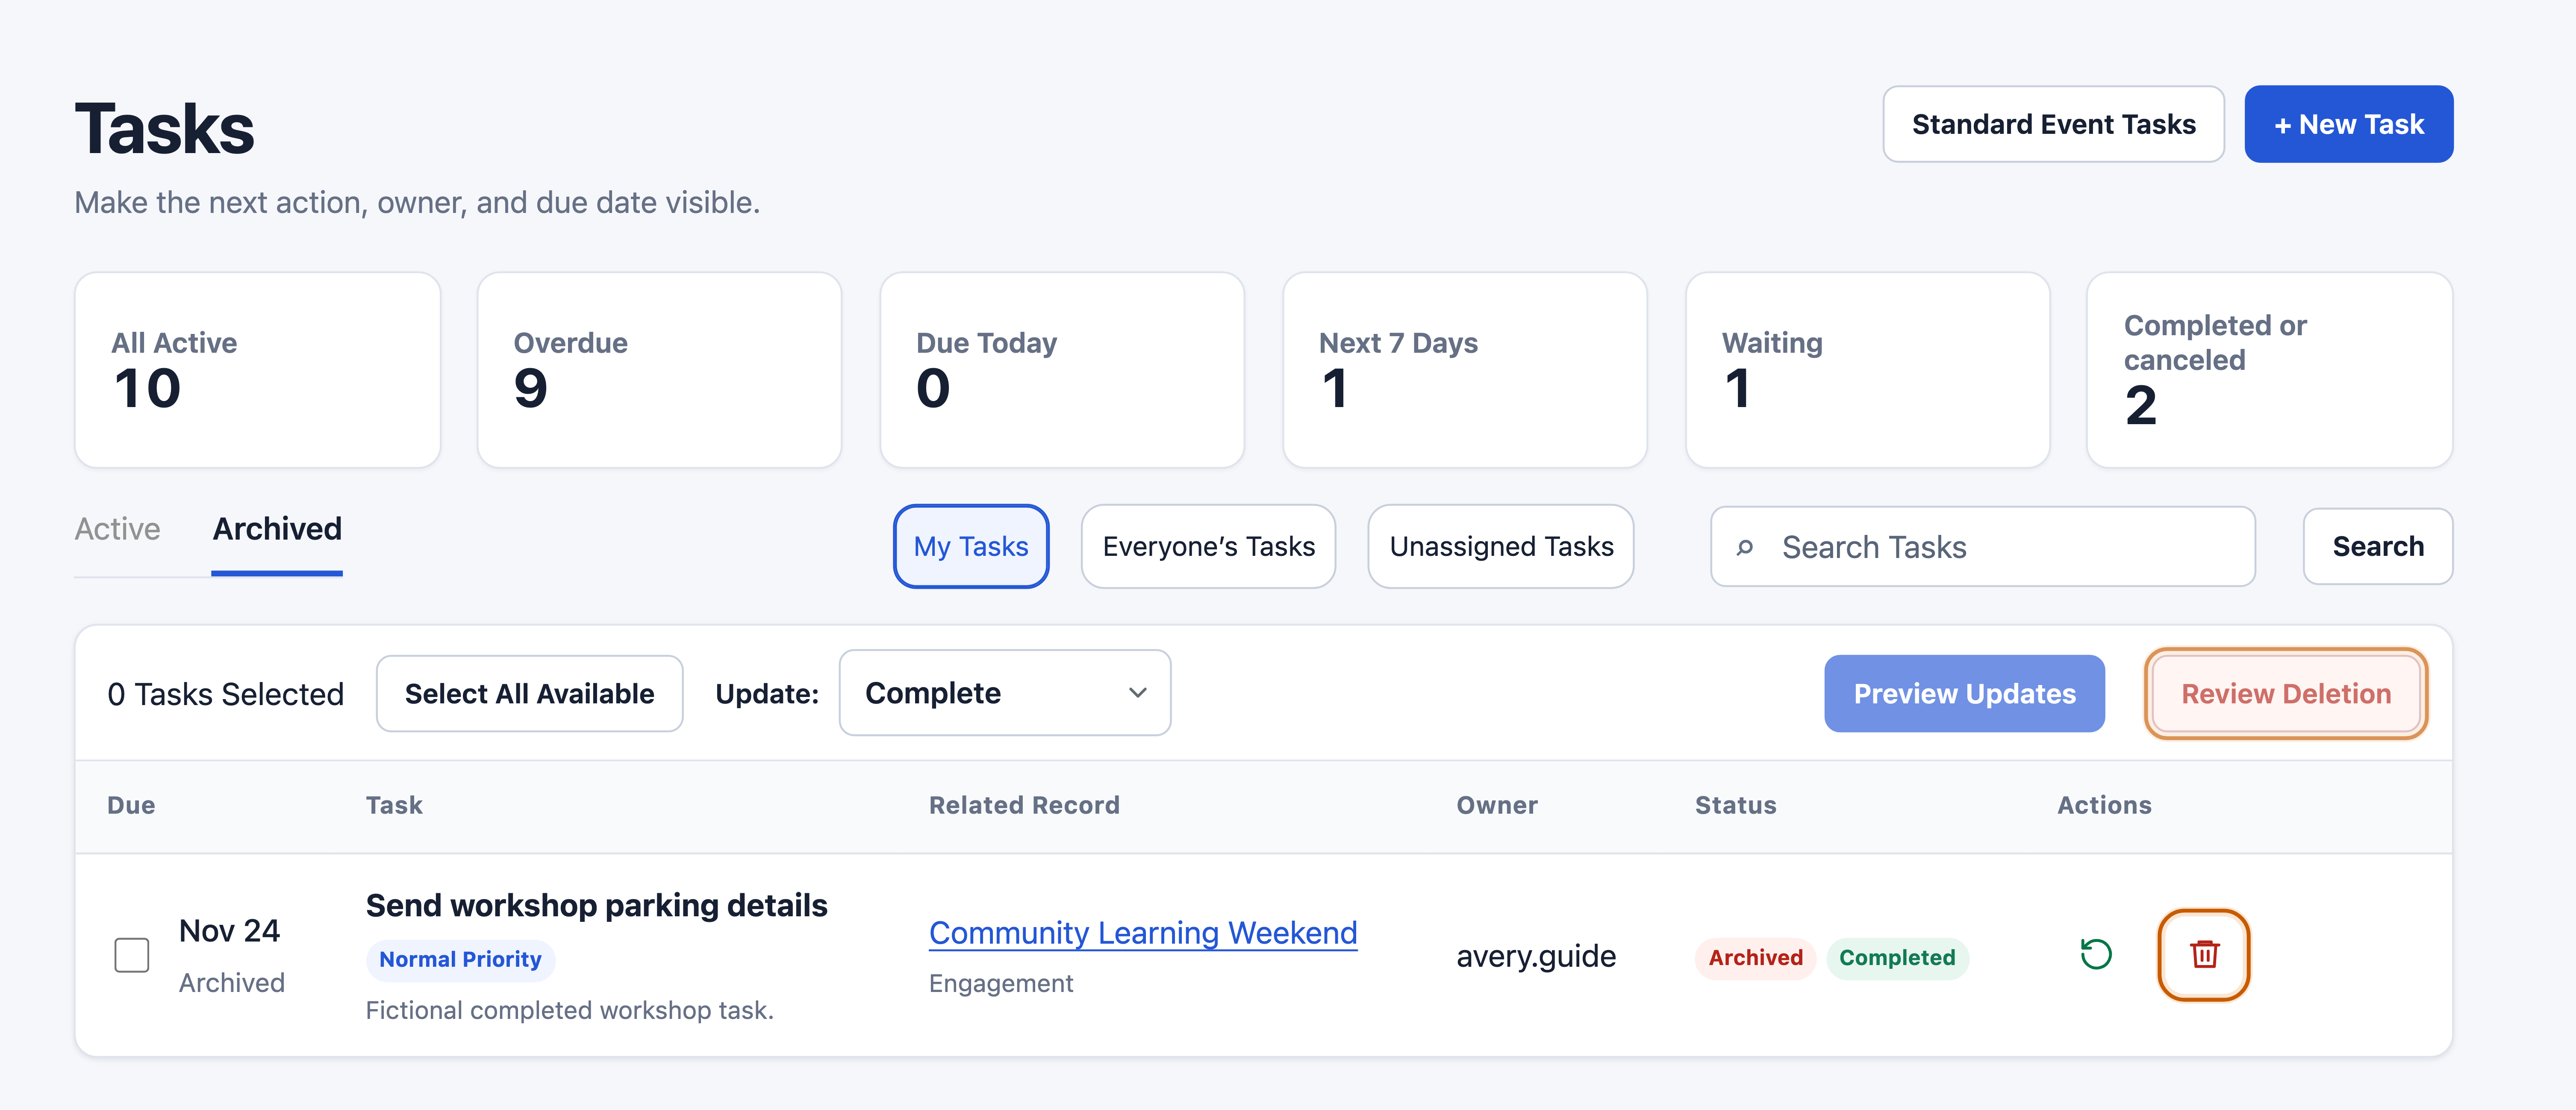 Tasks
Standard Event Tasks
+ New Task
Make the next action, owner, and due date visible.
All Active
10
Overdue
9
Due Today
0
Next 7 Days
1
Waiting
1
Completed or
canceled
2
Active
Archived
My Tasks
Everyone’s Tasks
Unassigned Tasks
Search Tasks
Search
0 Tasks Selected
Select All Available
Update:
Complete
Preview Updates
Review Deletion
Due
Task
Related Record
Owner
Status
Actions
Nov 24
Archived
Send workshop parking details
Normal Priority
Fictional completed workshop task.
Community Learning Weekend
Engagement
avery.guide
Archived
Completed